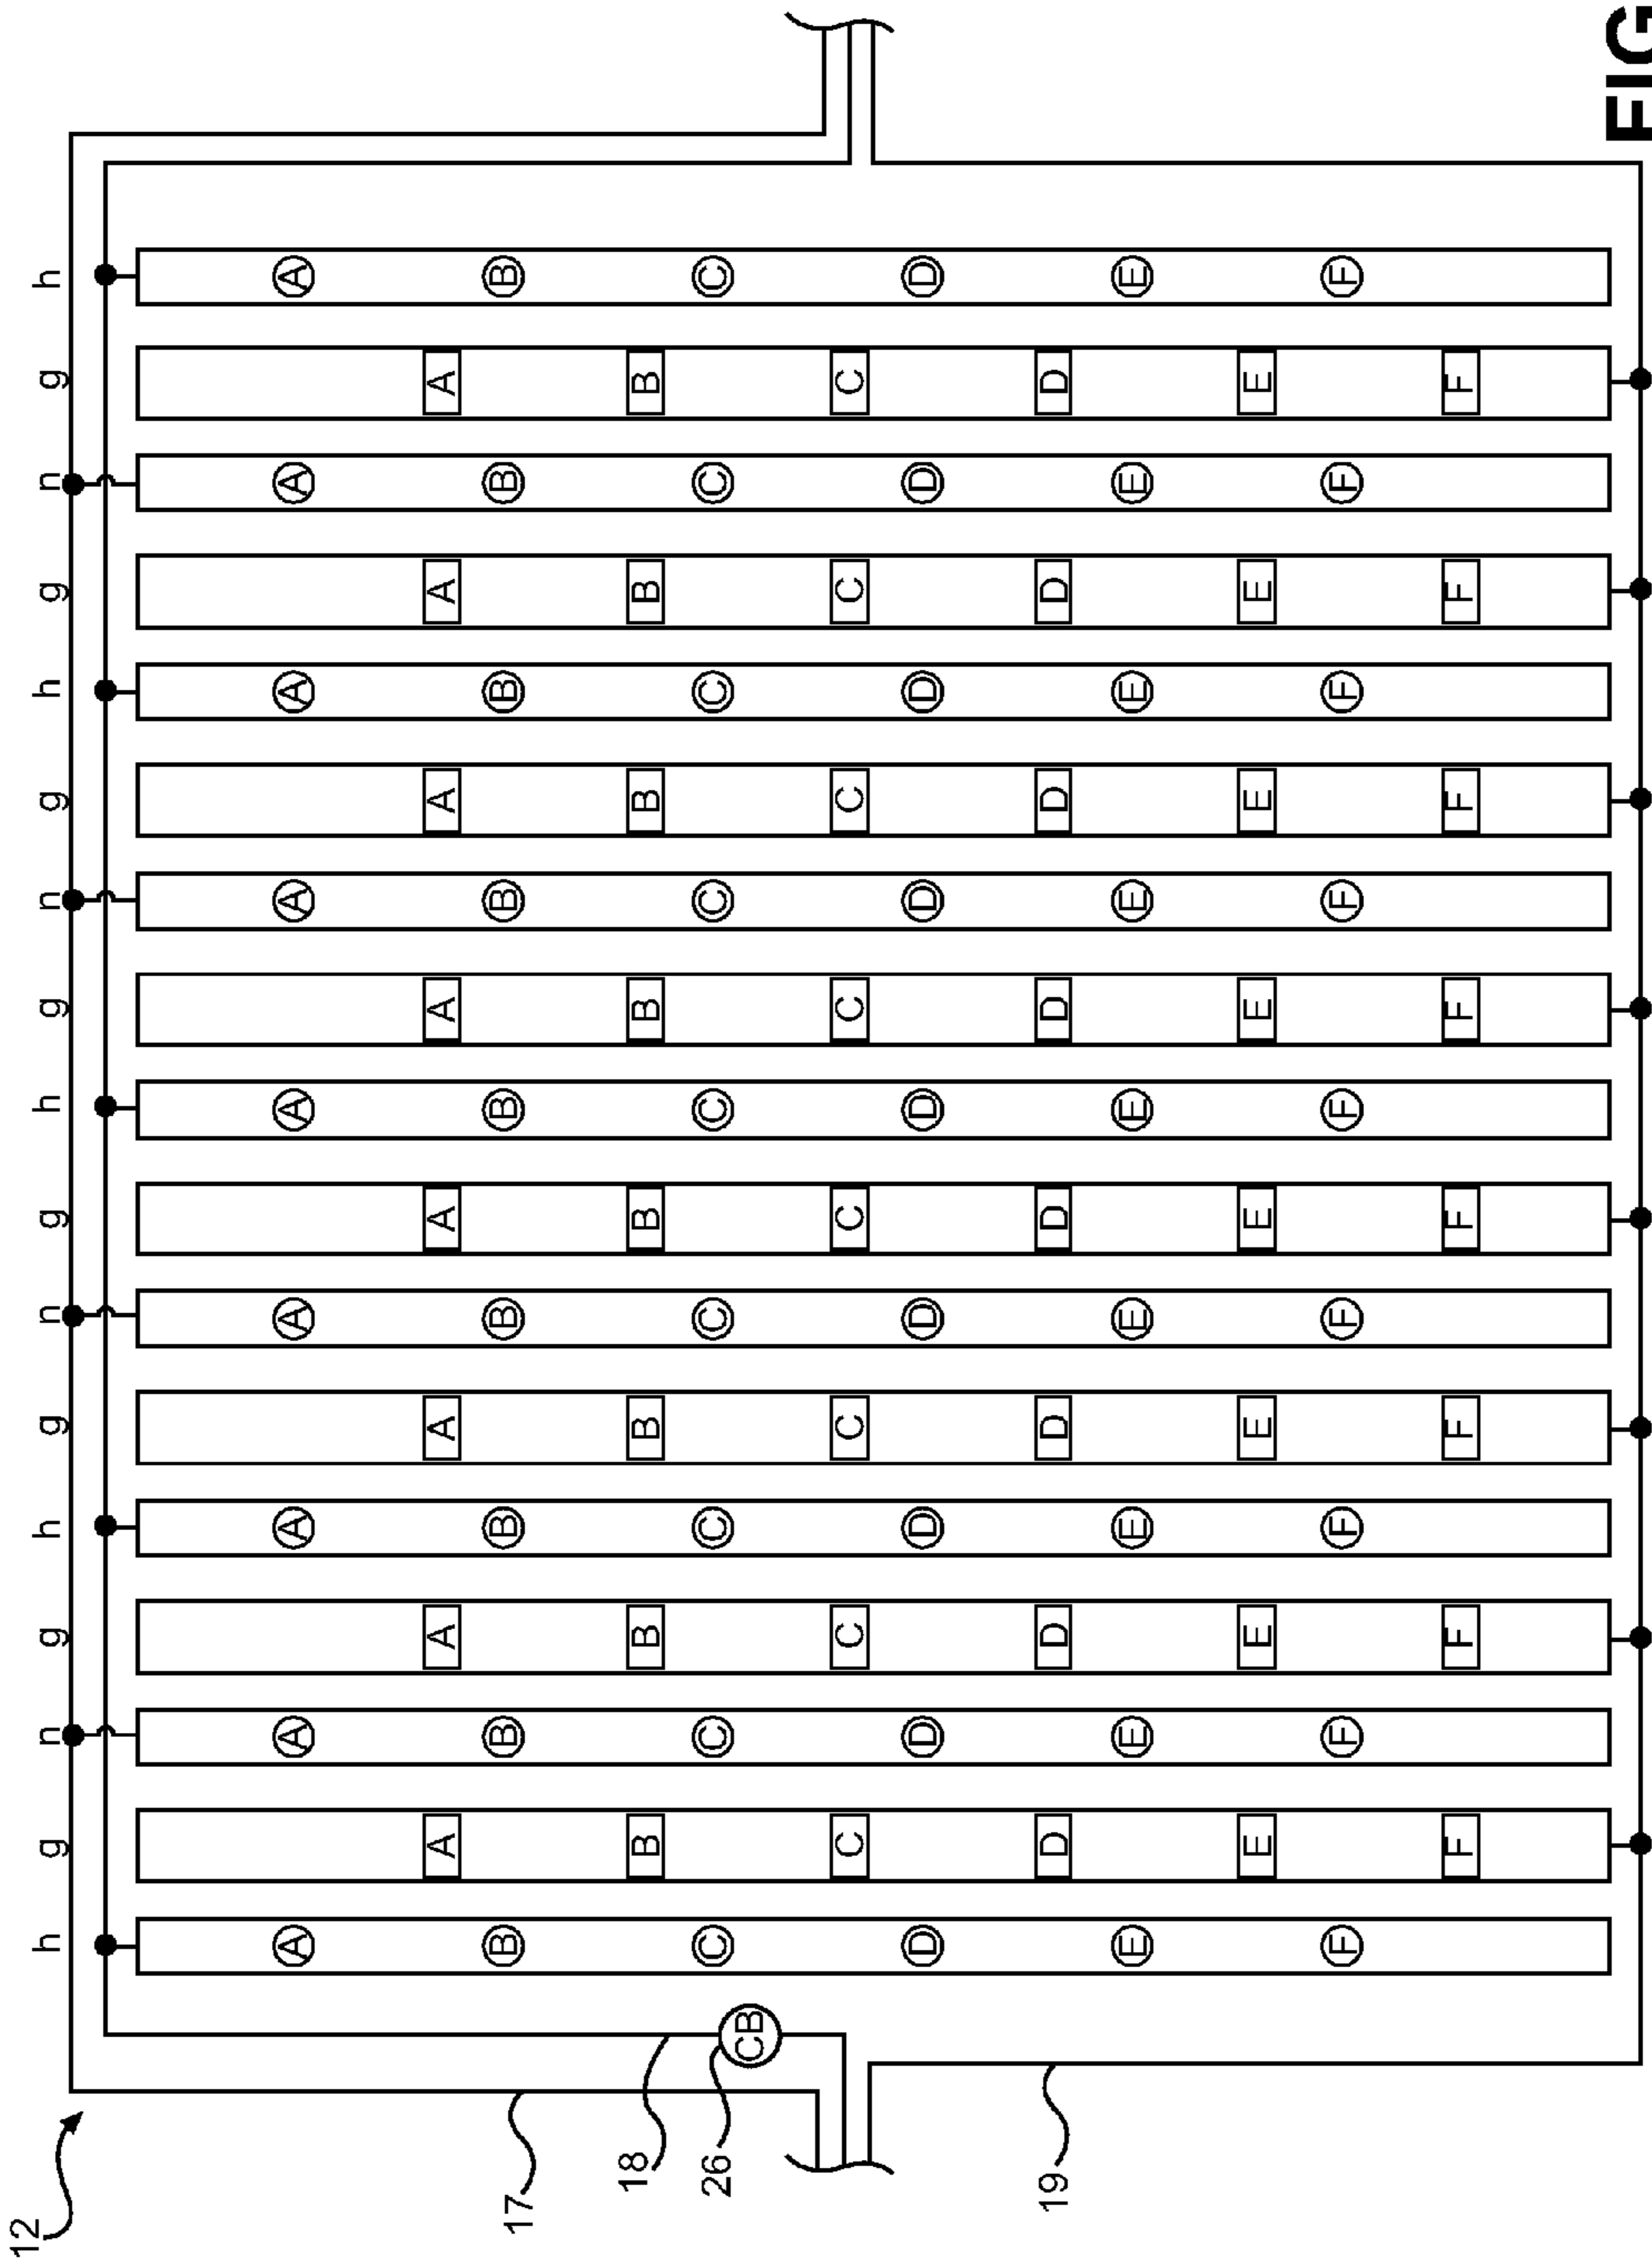 12
h g n g h g n g h g n g h g n g h
A A A A A A A A A
A A A A A A A A
B B B B B B B B B
17
18 B B B B B B B B
26 C C C C C C C C C
CB
C C C C C C C C
D D D D D D D D D
19 D D D D D D D D
E E E E E E E E E
E E E E E E E E
F F F F F F F F F
F F F F F F F F
FIG